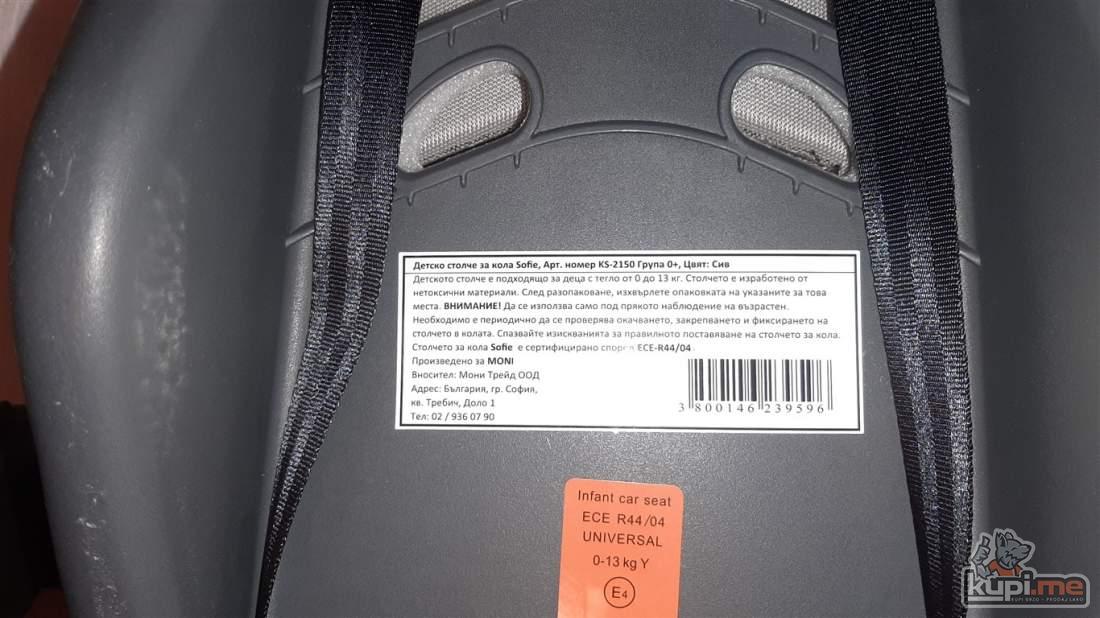 Детско столче за кола Sofie, Арт. номер KS-2150 Група 0+, Цвят: Сив
Детското столче е подходящо за деца с тегло от 0 до 13 кг. Столчето е изработено от
нетоксични материали. След разопаковане, изхвърлете опаковката на указаните за това
места. ВНИМАНИЕ! Да се използва само под прякото наблюдение на възрастен.
Необходимо е периодично да се проверява окачването, закрепването и фиксирането на
столчето в колата. Спазвайте изискванията за правилното поставяне на столчето за кола.
Столчето за кола Sofie е сертифицирано според ECE-R44/04.
Произведено за MONI
Вносител: Мони Трейд ООД
Адрес: България, гр. София,
кв. Требич, Доло 1
Тел: 02 / 936 07 90
3 800146 239596
Infant car seat
ECE R44/04
UNIVERSAL
0-13 kg Y
E4
kupi.me
KUPI BRZO - PRODAJ LAKO